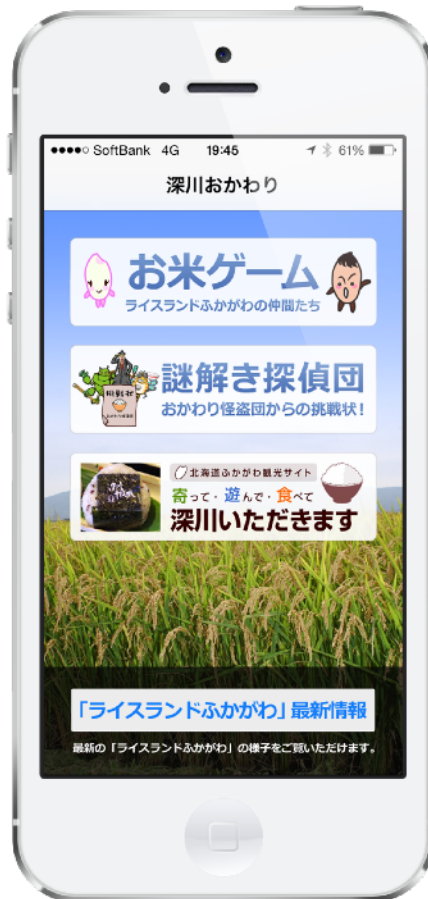 SoftBank 4G 19:45 61%
深川おかわり
お米ゲーム
ライスランドふかがわの仲間たち
挑戦状
謎解き探偵団
おかわり怪盗団からの挑戦状!
北海道ふかがわ観光サイト
寄って・遊んで・食べて
深川いただきます
「ライスランドふかがわ」最新情報
最新の「ライスランドふかがわ」の様子をご覧いただけます。